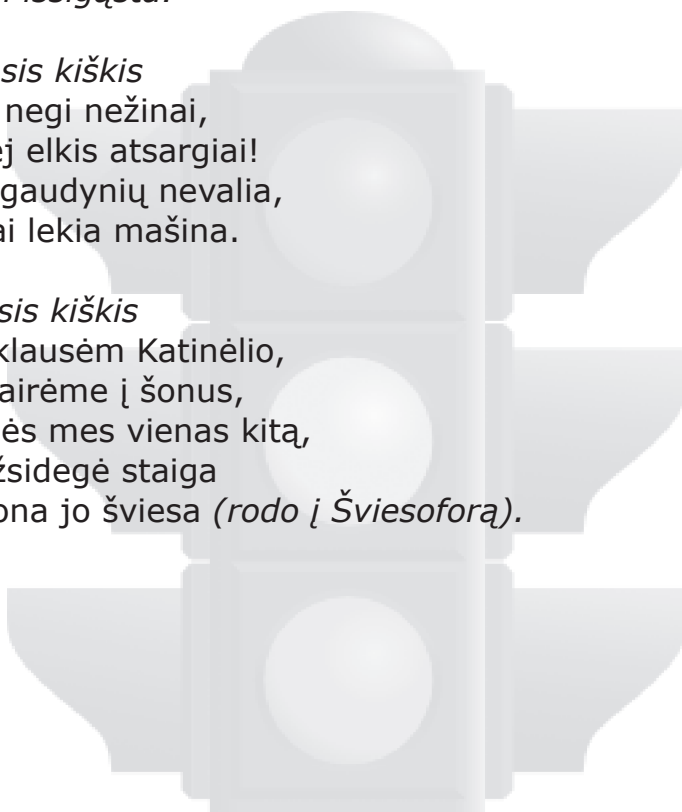 išsigąsta.
sis kiškis
negi nežinai,
j elkis atsargiai!
gaudynių nevalia,
ai lekia mašina.
sis kiškis
klausėm Katinėlio,
airėme į šonus,
ės mes vienas kitą,
žsidegė staiga
ona jo šviesa (rodo į Šviesoforą).